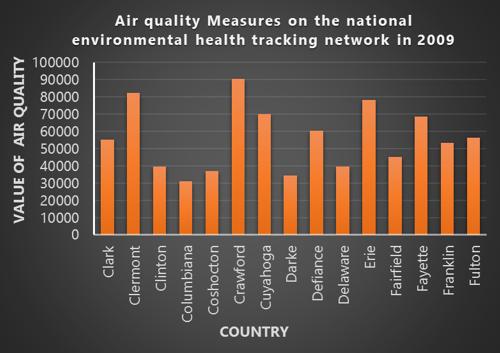 Air quality Measures on the national
environmental health tracking network in 2009
VALUE OF AIR QUALITY
100000
90000
80000
70000
60000
50000
40000
30000
20000
10000
0
Clark
Clermont
Clinton
Columbiana
Coshocton
Crawford
Cuyahoga
Darke
Defiance
Delaware
Erie
Fairfield
Fayette
Franklin
Fulton
COUNTRY